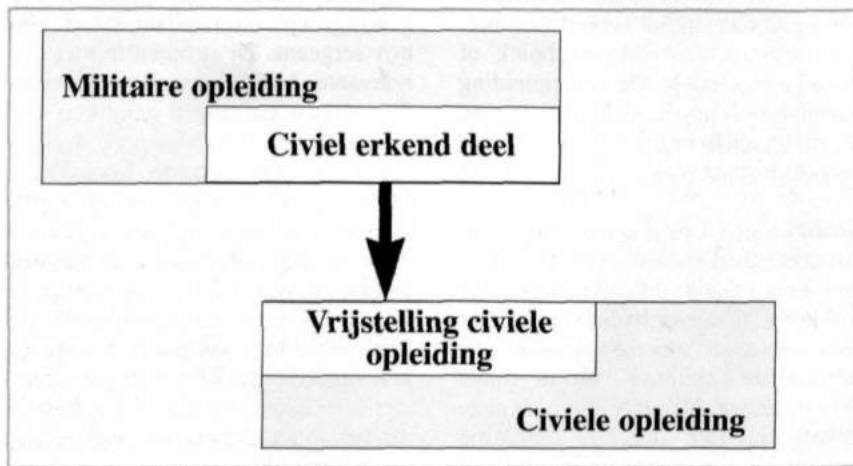 Militaire opleiding
Civiel erkend deel
Vrijstelling civiele
opleiding
Civiele opleiding